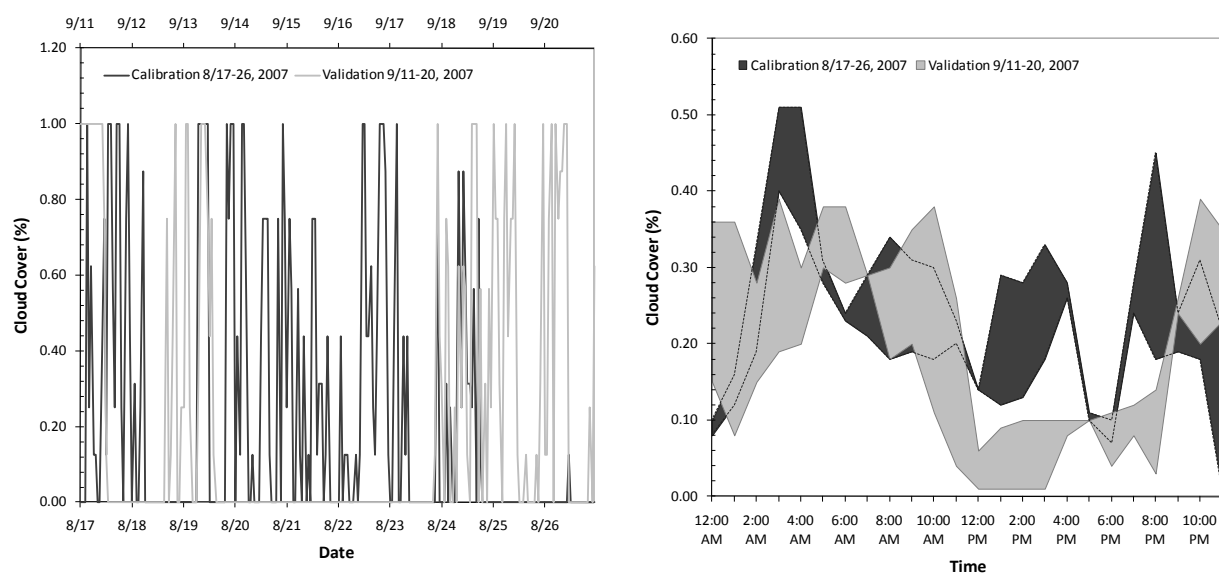 9/11 9/12 9/13 9/14 9/15 9/16 9/17 9/18 9/19 9/20
1.20
Calibration 8/17-26, 2007 Validation 9/11-20, 2007
1.00
0.80
0.60
0.40
0.20
0.00
Cloud Cover (%)
8/17 8/18 8/19 8/20 8/21 8/22 8/23 8/24 8/25 8/26
Date
0.60
Calibration 8/17-26, 2007 Validation 9/11-20, 2007
0.50
0.40
0.30
0.20
0.10
0.00
Cloud Cover (%)
12:00 2:00 4:00 6:00 8:00 10:00 12:00 2:00 4:00 6:00 8:00 10:00
AM AM AM AM AM AM PM PM PM PM PM PM
Time